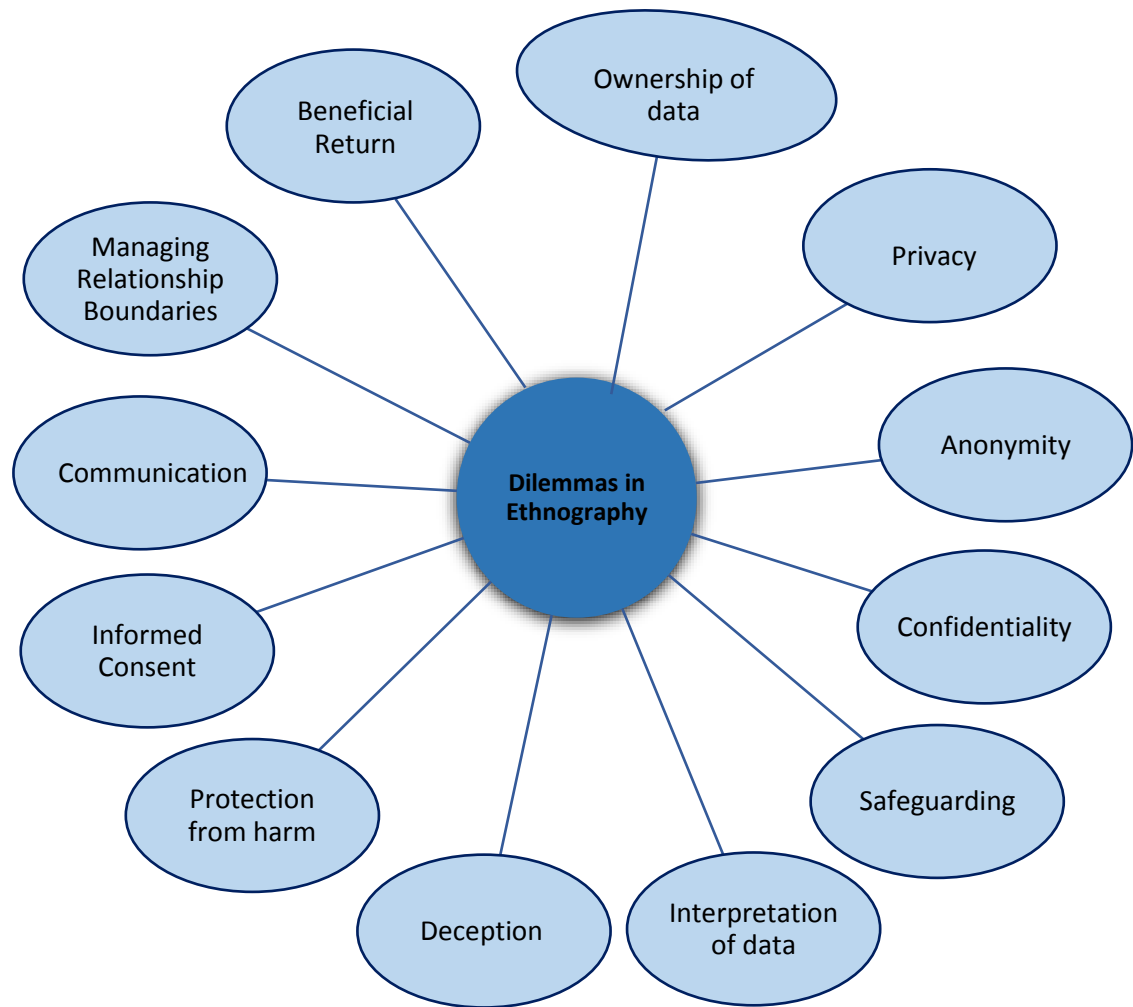 Ownership of
data
Beneficial
Return
Privacy
Managing
Relationship
Boundaries
Anonymity
Communication
Dilemmas in
Ethnography
Confidentiality
Informed
Consent
Safeguarding
Protection
from harm
Interpretation
of data
Deception